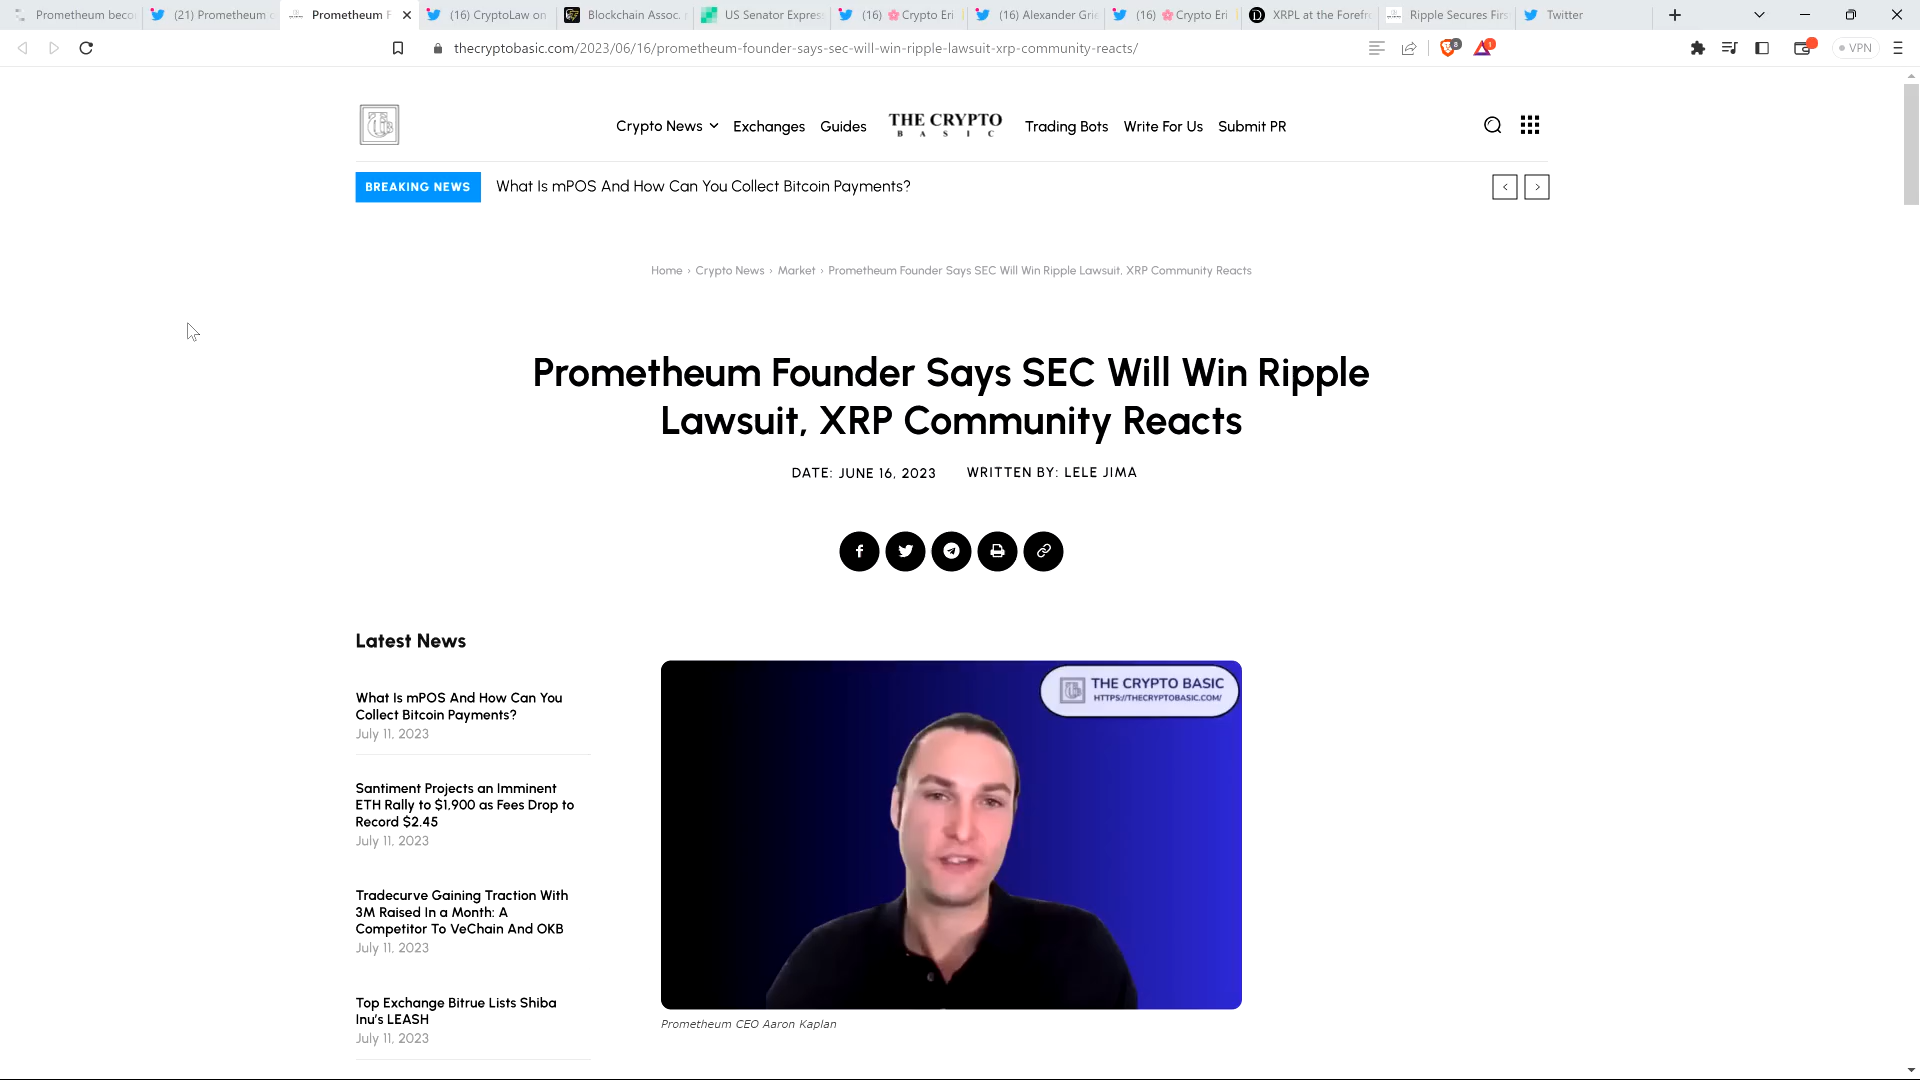 Prometheum beco
(21) Prometheum c
Prometheum F
(16) CryptoLaw on
Blockchain Assoc.
US Senator Express
(16) 🌸 Crypto Eri
(16) Alexander Grie
(16) 🌸 Crypto Eri
XRPL at the Forefr
Ripple Secures Firs
Twitter
thecryptobasic.com/2023/06/16/prometheum-founder-says-sec-will-win-ripple-lawsuit-xrp-community-reacts/
8
1
VPN
Crypto News
Exchanges
Guides
THE CRYPTO
BASIC
Trading Bots
Write For Us
Submit PR
BREAKING NEWS
What Is mPOS And How Can You Collect Bitcoin Payments?
Home › Crypto News › Market › Prometheum Founder Says SEC Will Win Ripple Lawsuit, XRP Community Reacts
Prometheum Founder Says SEC Will Win Ripple
Lawsuit, XRP Community Reacts
DATE: JUNE 16, 2023 WRITTEN BY: LELE JIMA
Latest News
What Is mPOS And How Can You
Collect Bitcoin Payments?
July 11, 2023
Santiment Projects an Imminent
ETH Rally to $1,900 as Fees Drop to
Record $2.45
July 11, 2023
Tradecurve Gaining Traction With
3M Raised In a Month: A
Competitor To VeChain And OKB
July 11, 2023
Top Exchange Bitrue Lists Shiba
Inu's LEASH
July 11, 2023
THE CRYPTO BASIC
HTTPS://THECRYPTOBASIC.COM/
Prometheum CEO Aaron Kaplan